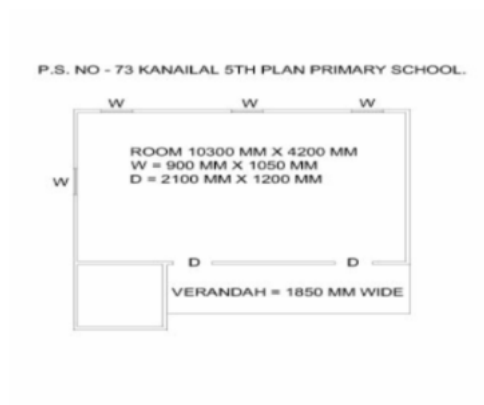 P.S. NO - 73 KANAILAL 5TH PLAN PRIMARY SCHOOL.
W W W
ROOM 10300 MM X 4200 MM
W = 900 MM X 1050 MM
D = 2100 MM X 1200 MM
W
D D
VERANDAH = 1850 MM WIDE